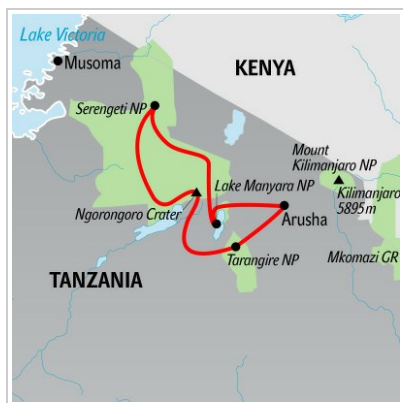 Lake Victoria
Musoma
KENYA
Serengeti NP
Mount
Kilimanjaro NP
Lake Manyara NP
Kilimanjaro
5895 m
Ngorongoro Crater
Arusha
Tarangire NP
Mkomazi GR
TANZANIA